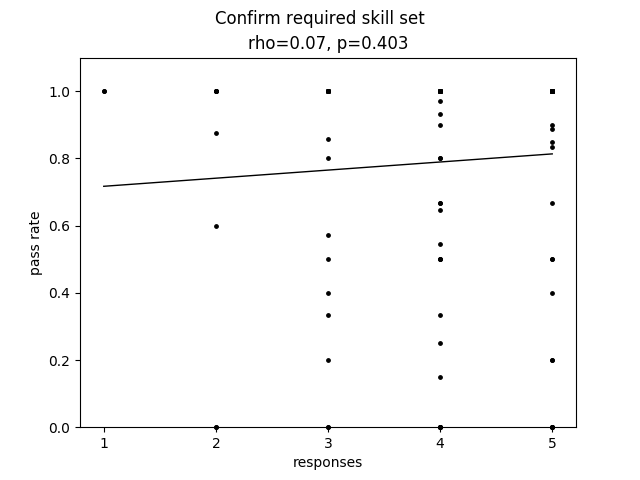 Confirm required skill set
rho=0.07, p=0.403
1.0
0.8
0.6
0.4
0.2
0.0
pass rate
1 2 3 4 5
responses